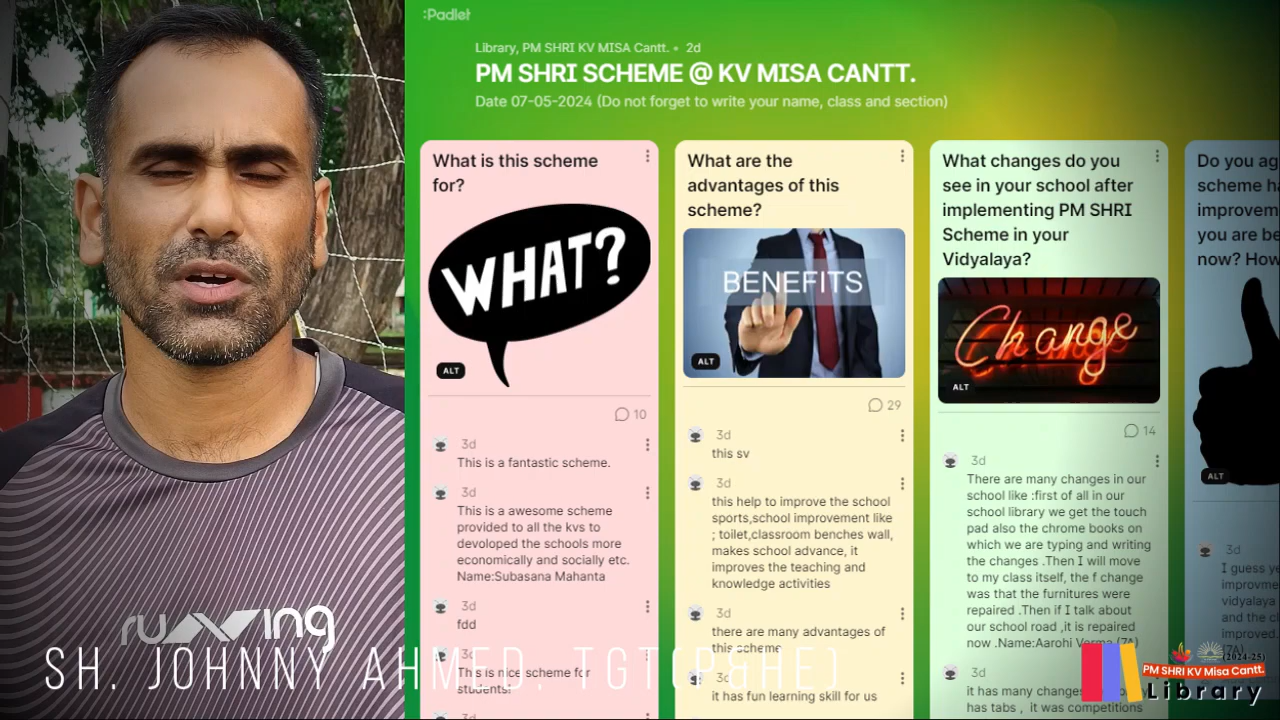 :Padlet
Library, PM SHRI KV MISA Cantt. • 2d
PM SHRI SCHEME @ KV MISA CANTT.
Date 07-05-2024 (Do not forget to write your name, class and section)
What is this scheme
for?
WHAT?
ALT
10
3d
This is a fantastic scheme.
3d
This is a awesome scheme
provided to all the kvs to
devoloped the schools more
economically and socially etc.
Name:Subasana Mahanta
3d
fdd
3d
This is nice scheme for
students!
3d
What are the
advantages of this
scheme?
BENEFITS
ALT
29
3d
this sv
3d
this help to improve the school
sports,school improvement like
; toilet,classroom benches wall,
makes school advance, it
improves the teaching and
knowledge activities
3d
there are many advantages of
this scheme
3d
it has fun learning skill for us
What changes do you
see in your school after
implementing PM SHRI
Scheme in your
Vidyalaya?
Change
ALT
14
3d
There are many changes in our
school like :first of all in our
school library we get the touch
pad also the chrome books on
which we are typing and writing
the changes .Then I will move
to my class itself, the f change
was that the furnitures were
repaired .Then if I talk about
our school road ,it is repaired
now .Name:Aarohi Verma (7A)
3d
it has many changes
has tabs , it was competitions
Do you ag
scheme ha
improvem
you are be
now? How
ALT
3d
I guess ye
improvme
vidyalaya
and the c
improved.
(7A)
running
SH. JOHNNY AHMED. TGT(P&HE)
(2024-25)
PM SHRI KV Misa Cantt.
Library